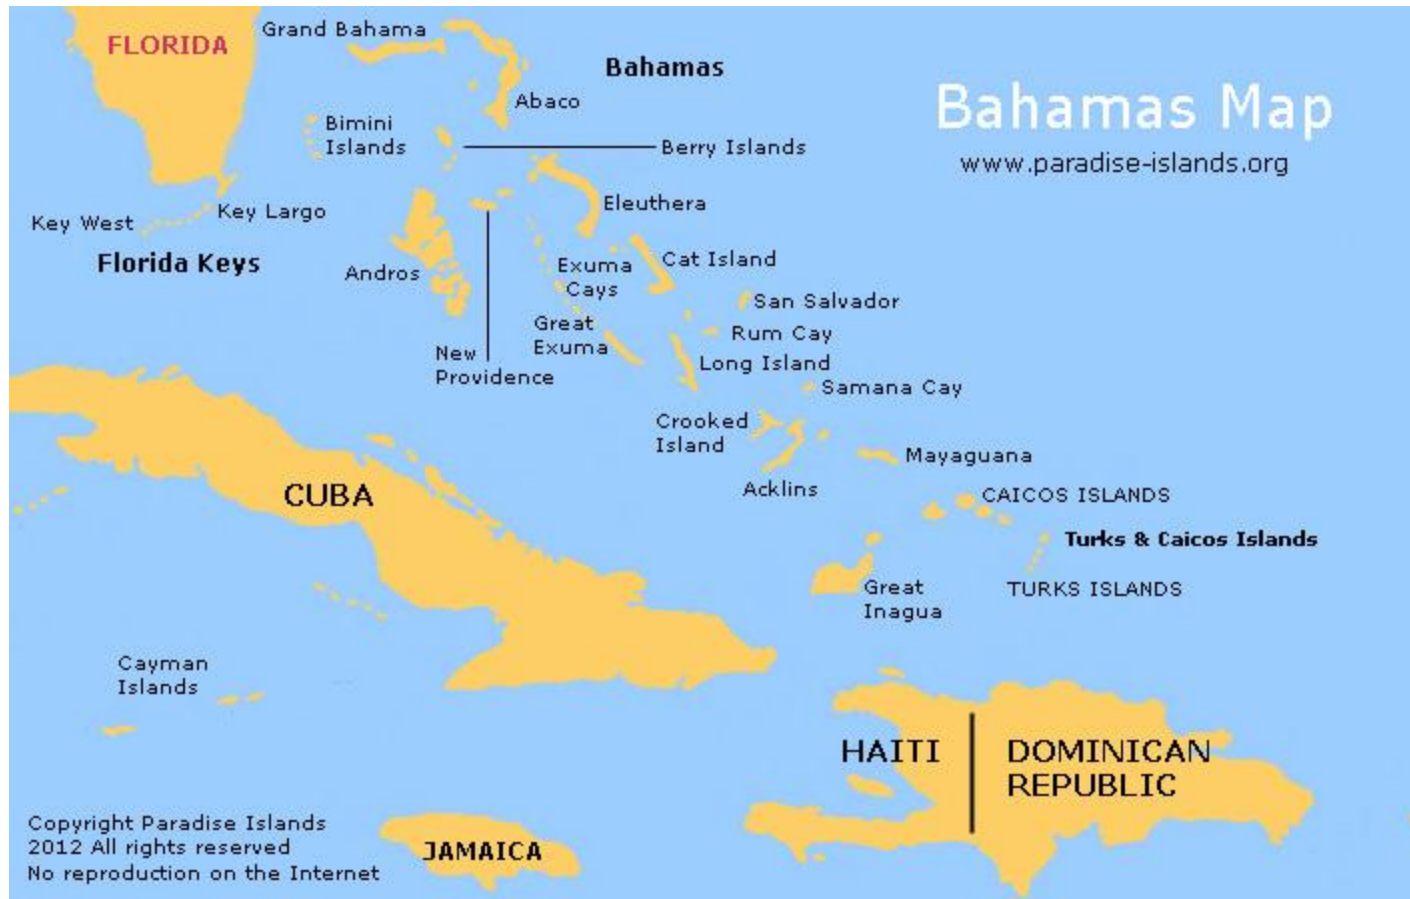 FLORIDA
Grand Bahama
Bahamas
Bahamas Map
www.paradise-islands.org
Abaco
Bimini
Islands
Berry Islands
Key West
Key Largo
Eleuthera
Florida Keys
Andros
Exuma
Cays
Cat Island
San Salvador
Great
Exuma
Rum Cay
New
Providence
Long Island
Samana Cay
Crooked
Island
Mayaguana
Acklins
CUBA
CAICOS ISLANDS
Turks & Caicos Islands
Great
Inagua
TURKS ISLANDS
Cayman
Islands
HAITI
DOMINICAN
REPUBLIC
Copyright Paradise Islands
2012 All rights reserved
No reproduction on the Internet
JAMAICA